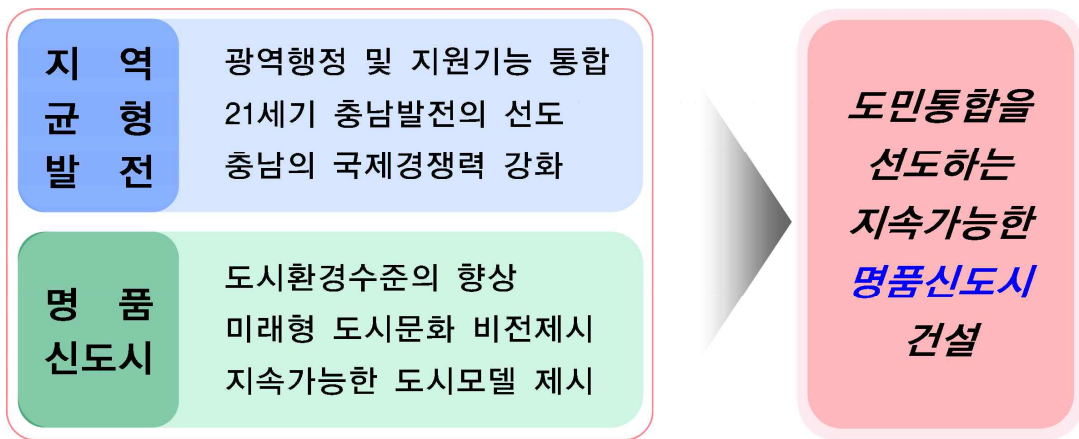 지 역
균 형
발 전
광역행정 및 지원기능 통합
21세기 충남발전의 선도
충남의 국제경쟁력 강화
명 품
신도시
도시환경수준의 향상
미래형 도시문화 비전제시
지속가능한 도시모델 제시
도민통합을
선도하는
지속가능한
명품신도시
건설